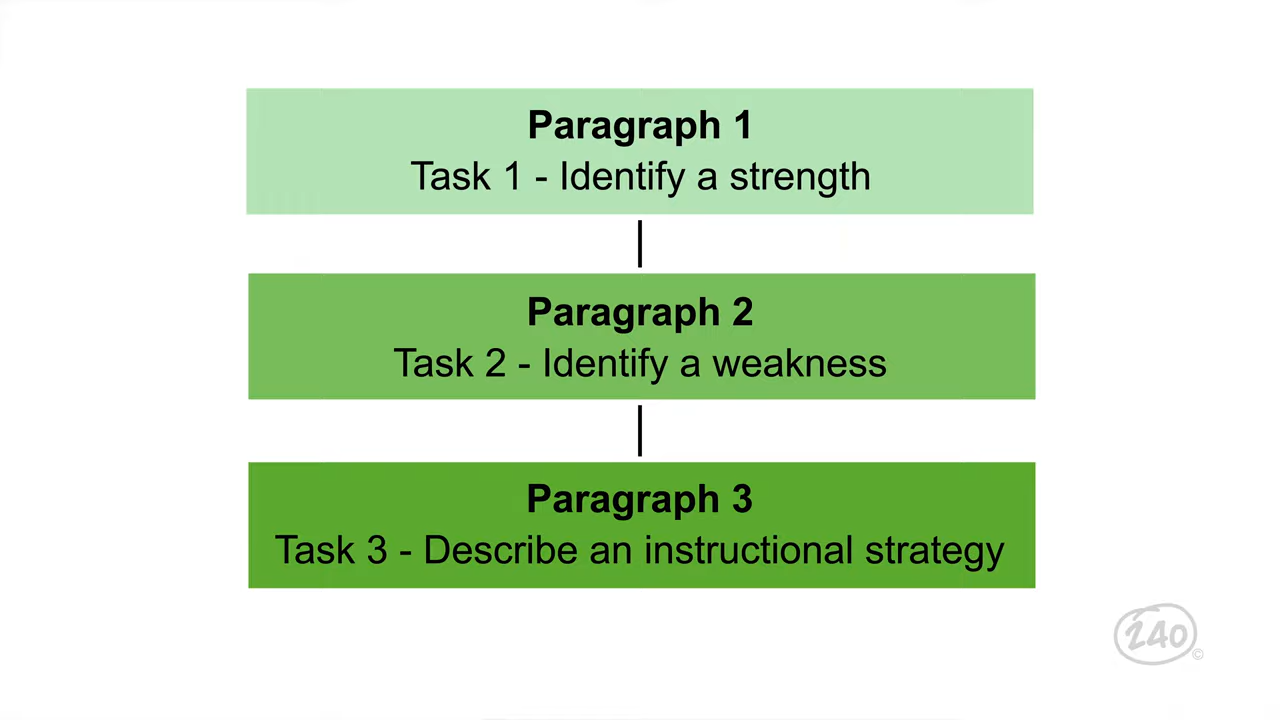 Paragraph 1
Task 1 - Identify a strength
Paragraph 2
Task 2 - Identify a weakness
Paragraph 3
Task 3 - Describe an instructional strategy
240
©